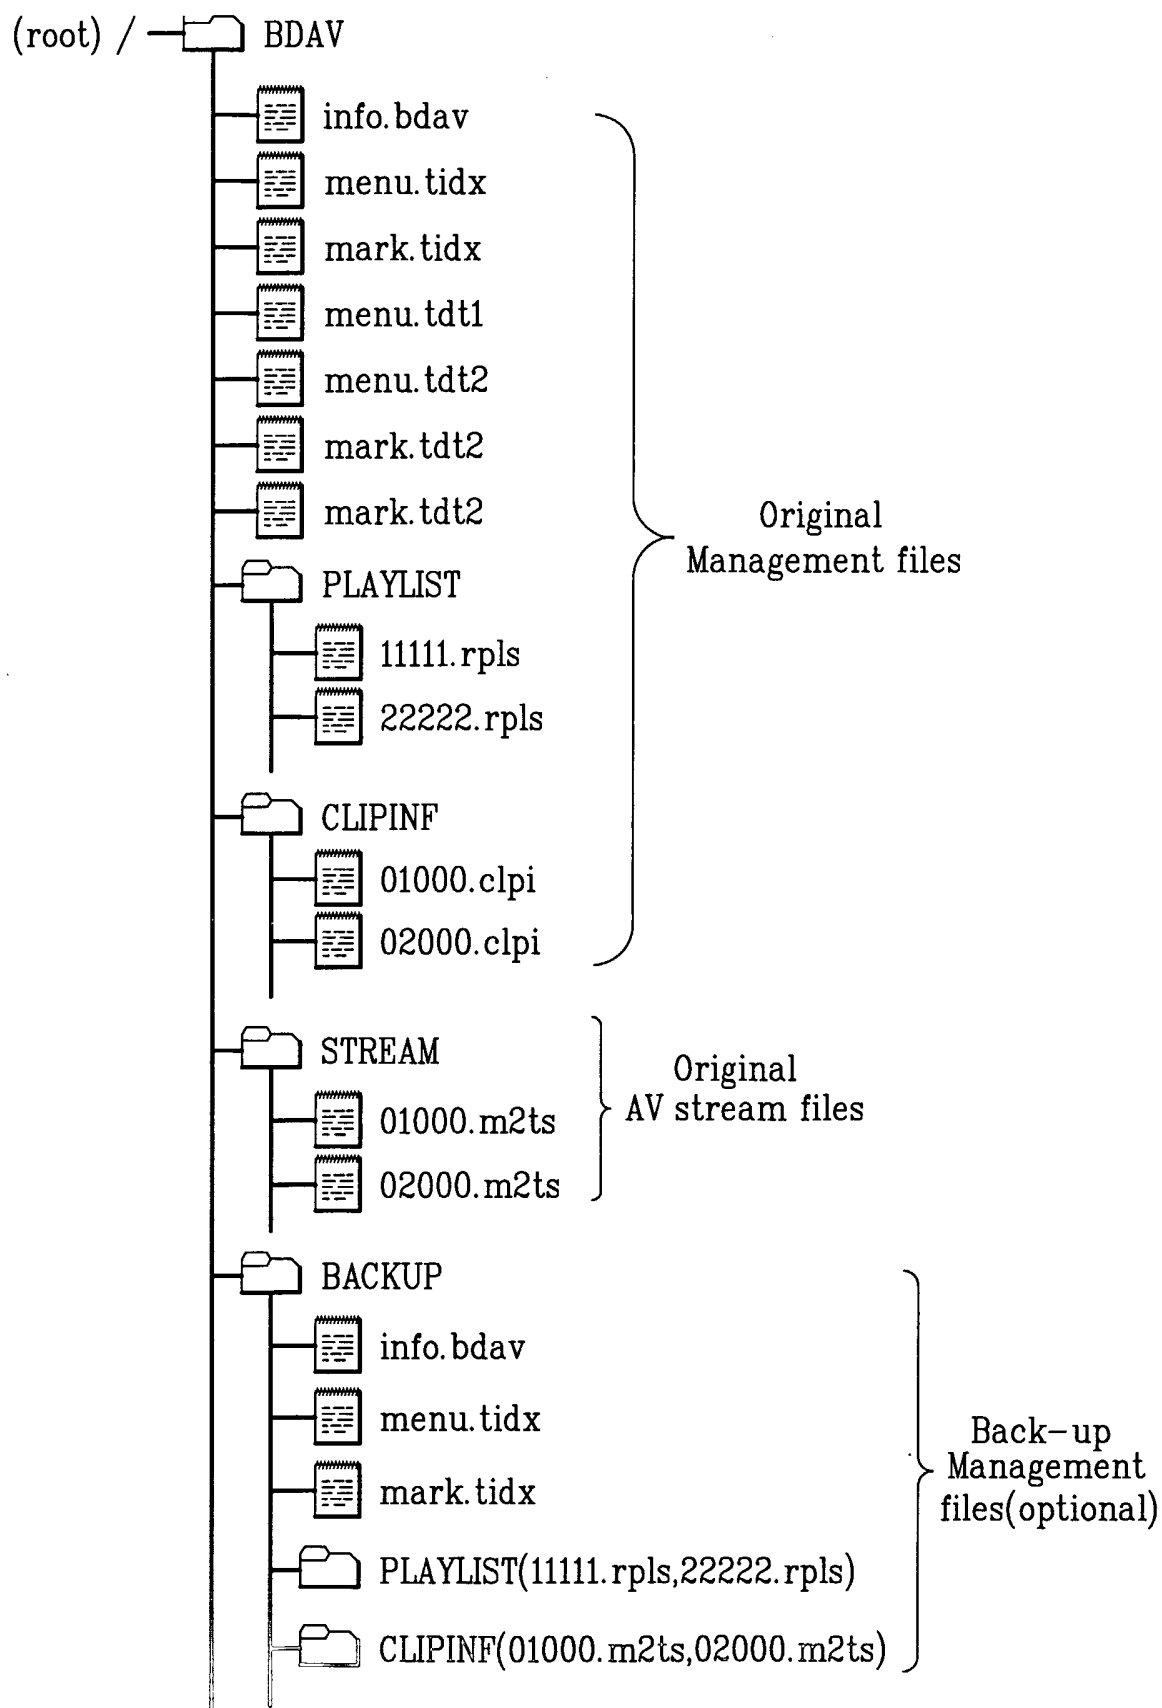 (root) / BDAV
info.bdav
menu.tidx
mark.tidx
menu.tdt1
menu.tdt2
mark.tdt2
mark.tdt2
Original
Management files
PLAYLIST
11111.rpls
22222.rpls
CLIPINF
01000.clpi
02000.clpi
STREAM
Original
AV stream files
01000.m2ts
02000.m2ts
BACKUP
info.bdav
menu.tidx
mark.tidx
Back-up
Management
files(optional)
PLAYLIST(11111.rpls,22222.rpls)
CLIPINF(01000.m2ts,02000.m2ts)